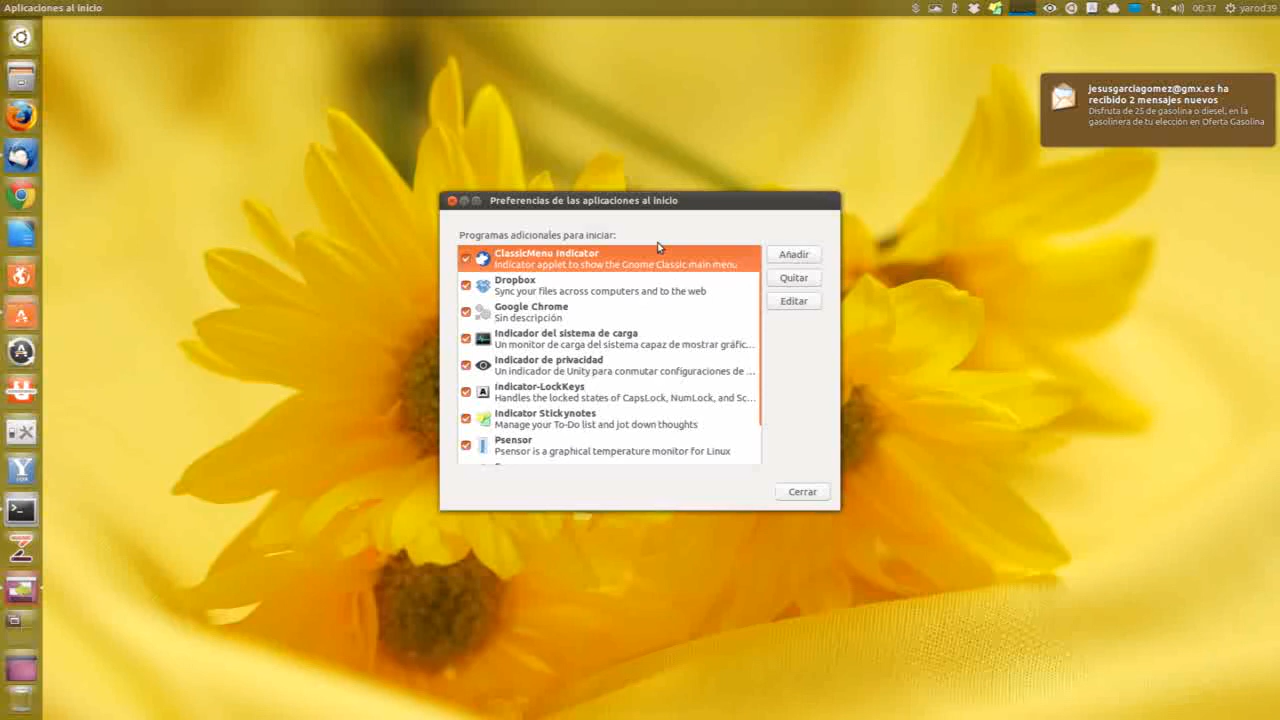 Aplicaciones al inicio
00:37
yarod39
jesusgarciagomez@gmx.es ha
recibido 2 mensajes nuevos
Disfruta de 25 de gasolina o diesel, en la
gasolinera de tu elección en Oferta Gasolina
Preferencias de las aplicaciones al inicio
Programas adicionales para iniciar:
ClassicMenu Indicator
Indicator applet to show the Gnome Classic main menu
Dropbox
Sync your files across computers and to the web
Google Chrome
Sin descripción
Indicador del sistema de carga
Un monitor de carga del sistema capaz de mostrar gráfic...
Indicador de privacidad
Un indicador de Unity para conmutar configuraciones de ...
Indicator-LockKeys
Handles the locked states of CapsLock, NumLock, and Sc...
Indicator Stickynotes
Manage your To-Do list and jot down thoughts
Psensor
Psensor is a graphical temperature monitor for Linux
Añadir
Quitar
Editar
Cerrar